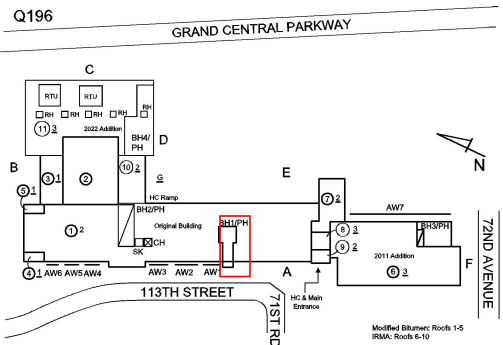 Q196
GRAND CENTRAL PARKWAY
C
RTU
RTU
RH
RH RH RH RH
11 3
2022 Addition
BH4/
PH
D
B
3 1
2
10 2
G
N
5 1
HC Ramp
E
7 2
AW7
BH2/PH
BH1/PH
BH3/PH
1 2
Original Building
8 3
CH
SK
9 2
2011 Addition
F
72ND AVENUE
4 1
AW6 AW5 AW4
AW3 AW2 AW1
A
6 3
113TH STREET
71ST RD
HC & Main
Entrance
Modified Bitumen: Roofs 1-5
IRMA: Roofs 6-10